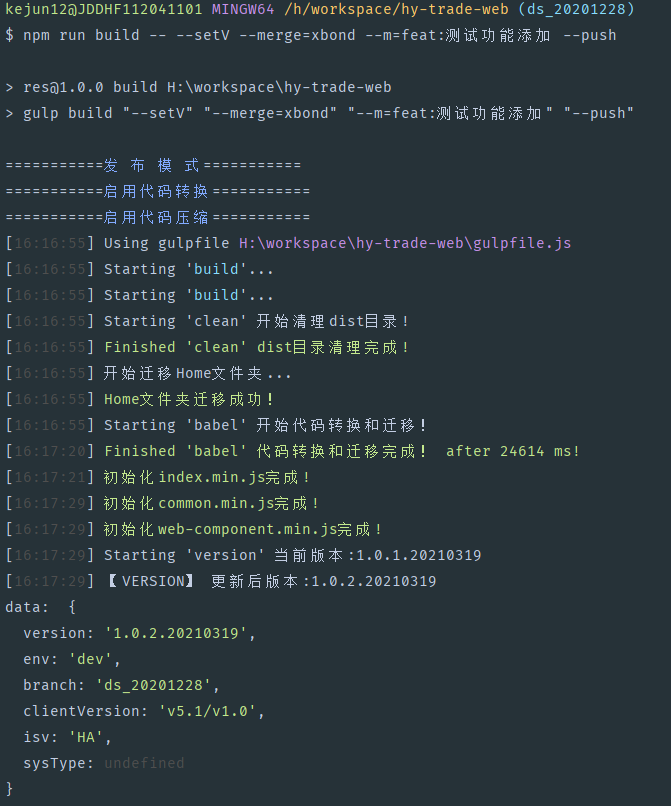 kejun12@JDDHF112041101 MINGW64 /h/workspace/hy-trade-web (ds_20201228)
$ npm run build -- --setV --merge=xbond --m=feat:测试功能添加 --push
> res@1.0.0 build H:\workspace\hy-trade-web
> gulp build "--setV" "--merge=xbond" "--m=feat:测试功能添加" "--push"
===========发 布 模 式===========
===========启用代码转换===========
===========启用代码压缩===========
[16:16:55] Using gulpfile H:\workspace\hy-trade-web\gulpfile.js
[16:16:55] Starting 'build'...
[16:16:55] Starting 'build'...
[16:16:55] Starting 'clean' 开始清理dist目录!
[16:16:55] Finished 'clean' dist目录清理完成!
[16:16:55] 开始迁移Home文件夹...
[16:16:55] Home文件夹迁移成功!
[16:16:55] Starting 'babel' 开始代码转换和迁移!
[16:17:20] Finished 'babel' 代码转换和迁移完成! after 24614 ms!
[16:17:21] 初始化index.min.js完成!
[16:17:29] 初始化common.min.js完成!
[16:17:29] 初始化web-component.min.js完成!
[16:17:29] Starting 'version' 当前版本:1.0.1.20210319
[16:17:29] 【VERSION】 更新后版本:1.0.2.20210319
data:  {
  version: '1.0.2.20210319',
  env: 'dev',
  branch: 'ds_20201228',
  clientVersion: 'v5.1/v1.0',
  isv: 'HA',
  sysType: undefined
}